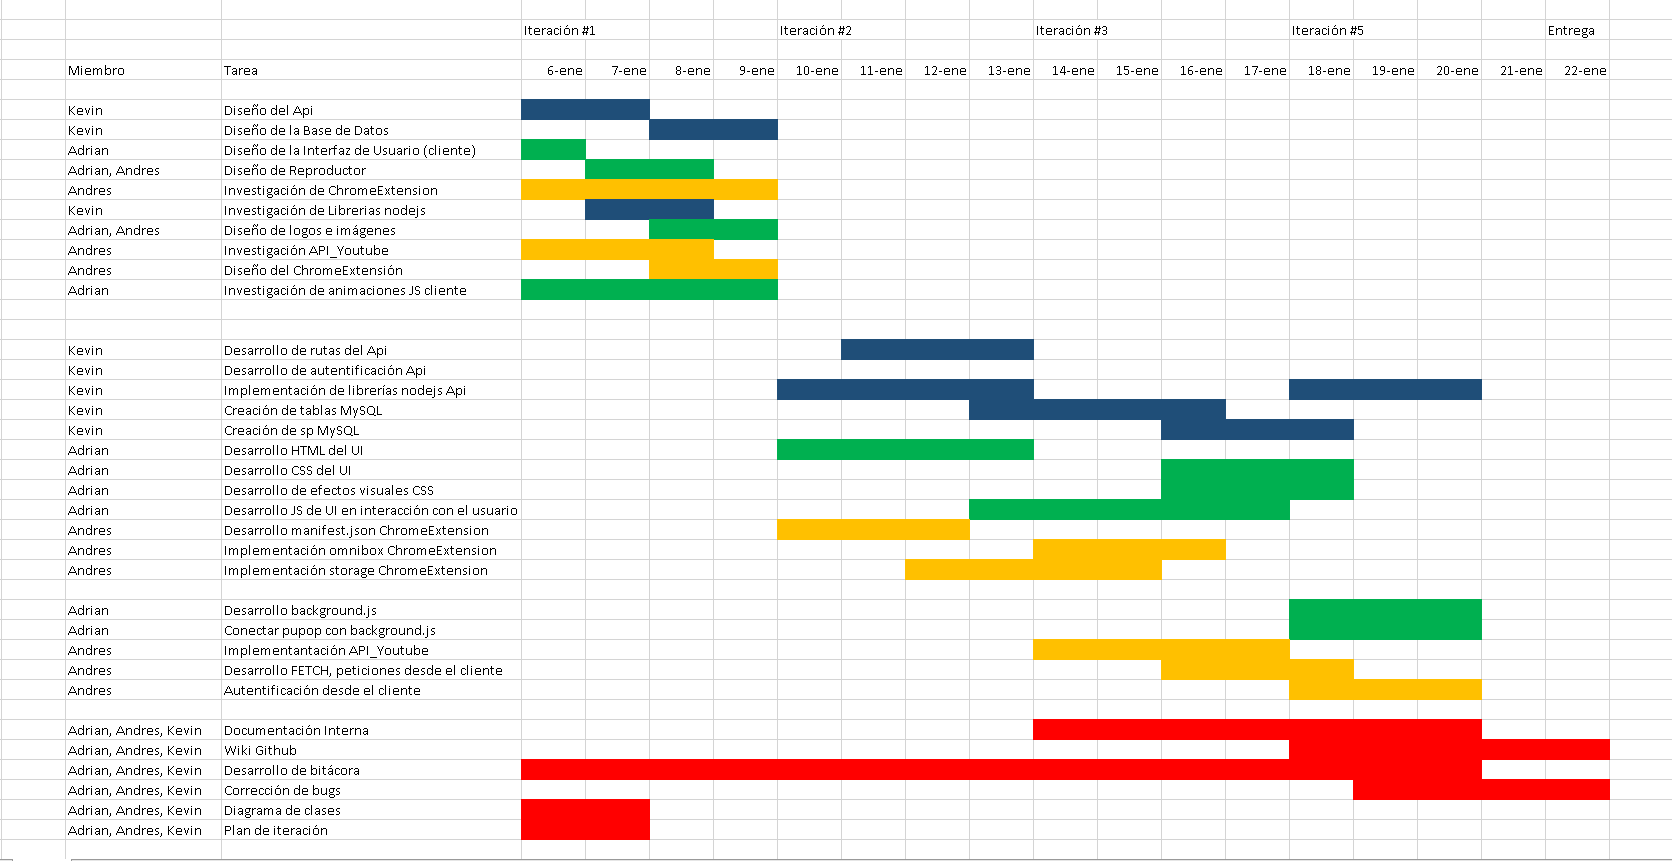 Iteración #1 Iteración #2 Iteración #3 Iteración #5 Entrega
Miembro Tarea 6-ene 7-ene 8-ene 9-ene 10-ene 11-ene 12-ene 13-ene 14-ene 15-ene 16-ene 17-ene 18-ene 19-ene 20-ene 21-ene 22-ene
Kevin Diseño del Api
Kevin Diseño de la Base de Datos
Adrian Diseño de la Interfaz de Usuario (cliente)
Adrian, Andres Diseño de Reproductor
Andres Investigación de ChromeExtension
Kevin Investigación de Librerias nodejs
Adrian, Andres Diseño de logos e imágenes
Andres Investigación API_Youtube
Andres Diseño del ChromeExtensión
Adrian Investigación de animaciones JS cliente
Kevin Desarrollo de rutas del Api
Kevin Desarrollo de autentificación Api
Kevin Implementación de librerías nodejs Api
Kevin Creación de tablas MySQL
Kevin Creación de sp MySQL
Adrian Desarrollo HTML del UI
Adrian Desarrollo CSS del UI
Adrian Desarrollo de efectos visuales CSS
Adrian Desarrollo JS de UI en interacción con el usuario
Andres Desarrollo manifest.json ChromeExtension
Andres Implementación omnibox ChromeExtension
Andres Implementación storage ChromeExtension
Adrian Desarrollo background.js
Adrian Conectar pupop con background.js
Andres Implementantación API_Youtube
Andres Desarrollo FETCH, peticiones desde el cliente
Andres Autentificación desde el cliente
Adrian, Andres, Kevin Documentación Interna
Adrian, Andres, Kevin Wiki Github
Adrian, Andres, Kevin Desarrollo de bitácora
Adrian, Andres, Kevin Corrección de bugs
Adrian, Andres, Kevin Diagrama de clases
Adrian, Andres, Kevin Plan de iteración